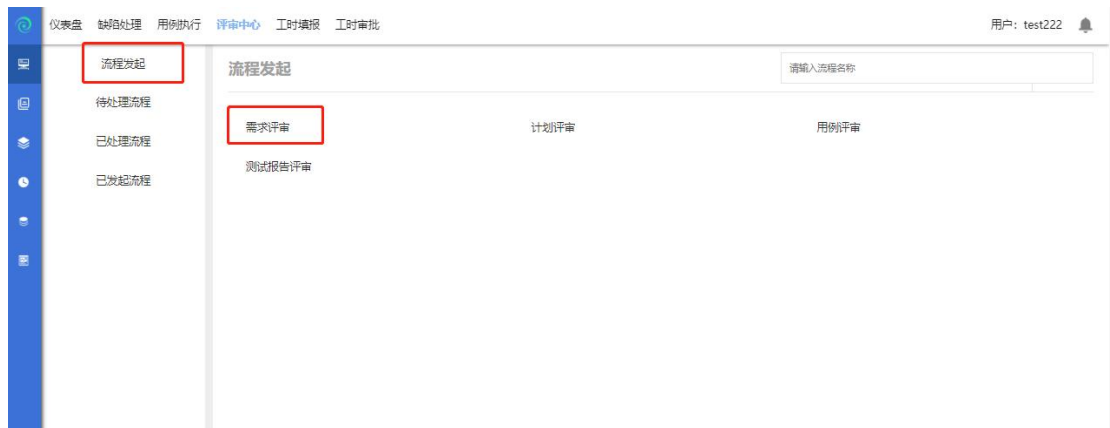 仪表盘 缺陷处理 用例执行 评审中心 工时填报 工时审批 用户：test222
流程发起
待处理流程
已处理流程
已发起流程
流程发起 请输入流程名称
需求评审 计划评审 用例评审
测试报告评审